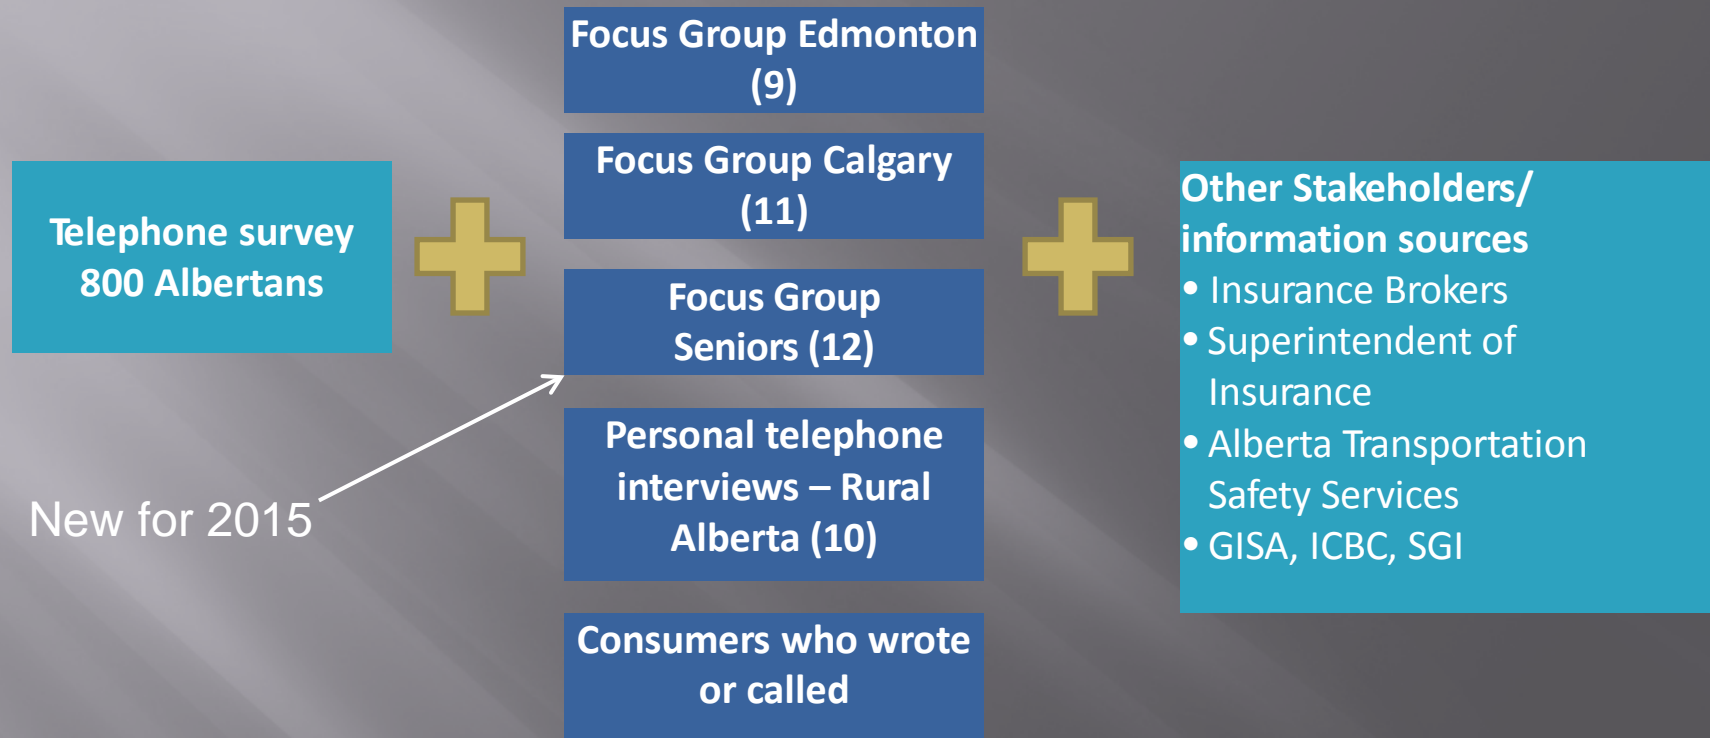 Telephone survey
800 Albertans
New for 2015
Focus Group Edmonton
(9)
Focus Group Calgary
(11)
Focus Group
Seniors (12)
Personal telephone
interviews – Rural
Alberta (10)
Consumers who wrote
or called
Other Stakeholders/
information sources
• Insurance Brokers
• Superintendent of
Insurance
• Alberta Transportation
Safety Services
• GISA, ICBC, SGI